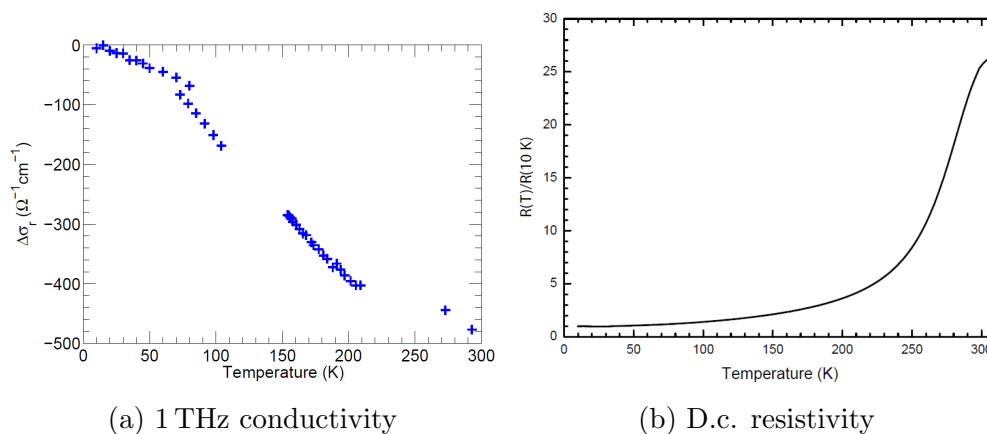 0
−100
−200
−300
−400
−500
Δσr (Ω−1cm−1)
0 50 100 150 200 250 300
Temperature (K)
30
25
20
15
10
5
0
R(T)/R(10 K)
0 50 100 150 200 250 300
Temperature (K)
(a) 1 THz conductivity
(b) D.c. resistivity